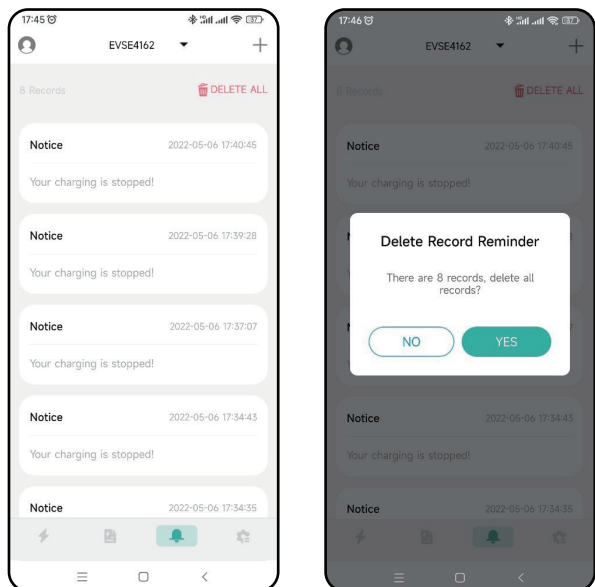 17:45
37
EVSE4162
8 Records
DELETE ALL
Notice
2022-05-06 17:40:45
Your charging is stopped!
Notice
2022-05-06 17:39:28
Your charging is stopped!
Notice
2022-05-06 17:37:07
Your charging is stopped!
Notice
2022-05-06 17:34:43
Your charging is stopped!
Notice
2022-05-06 17:34:35
17:46
37
EVSE4162
8 Records
DELETE ALL
Notice
2022-05-06 17:40:45
Your charging is stopped!
Delete Record Reminder
There are 8 records, delete all
records?
NO
YES
Notice
2022-05-06 17:34:43
Your charging is stopped!
Notice
2022-05-06 17:34:35